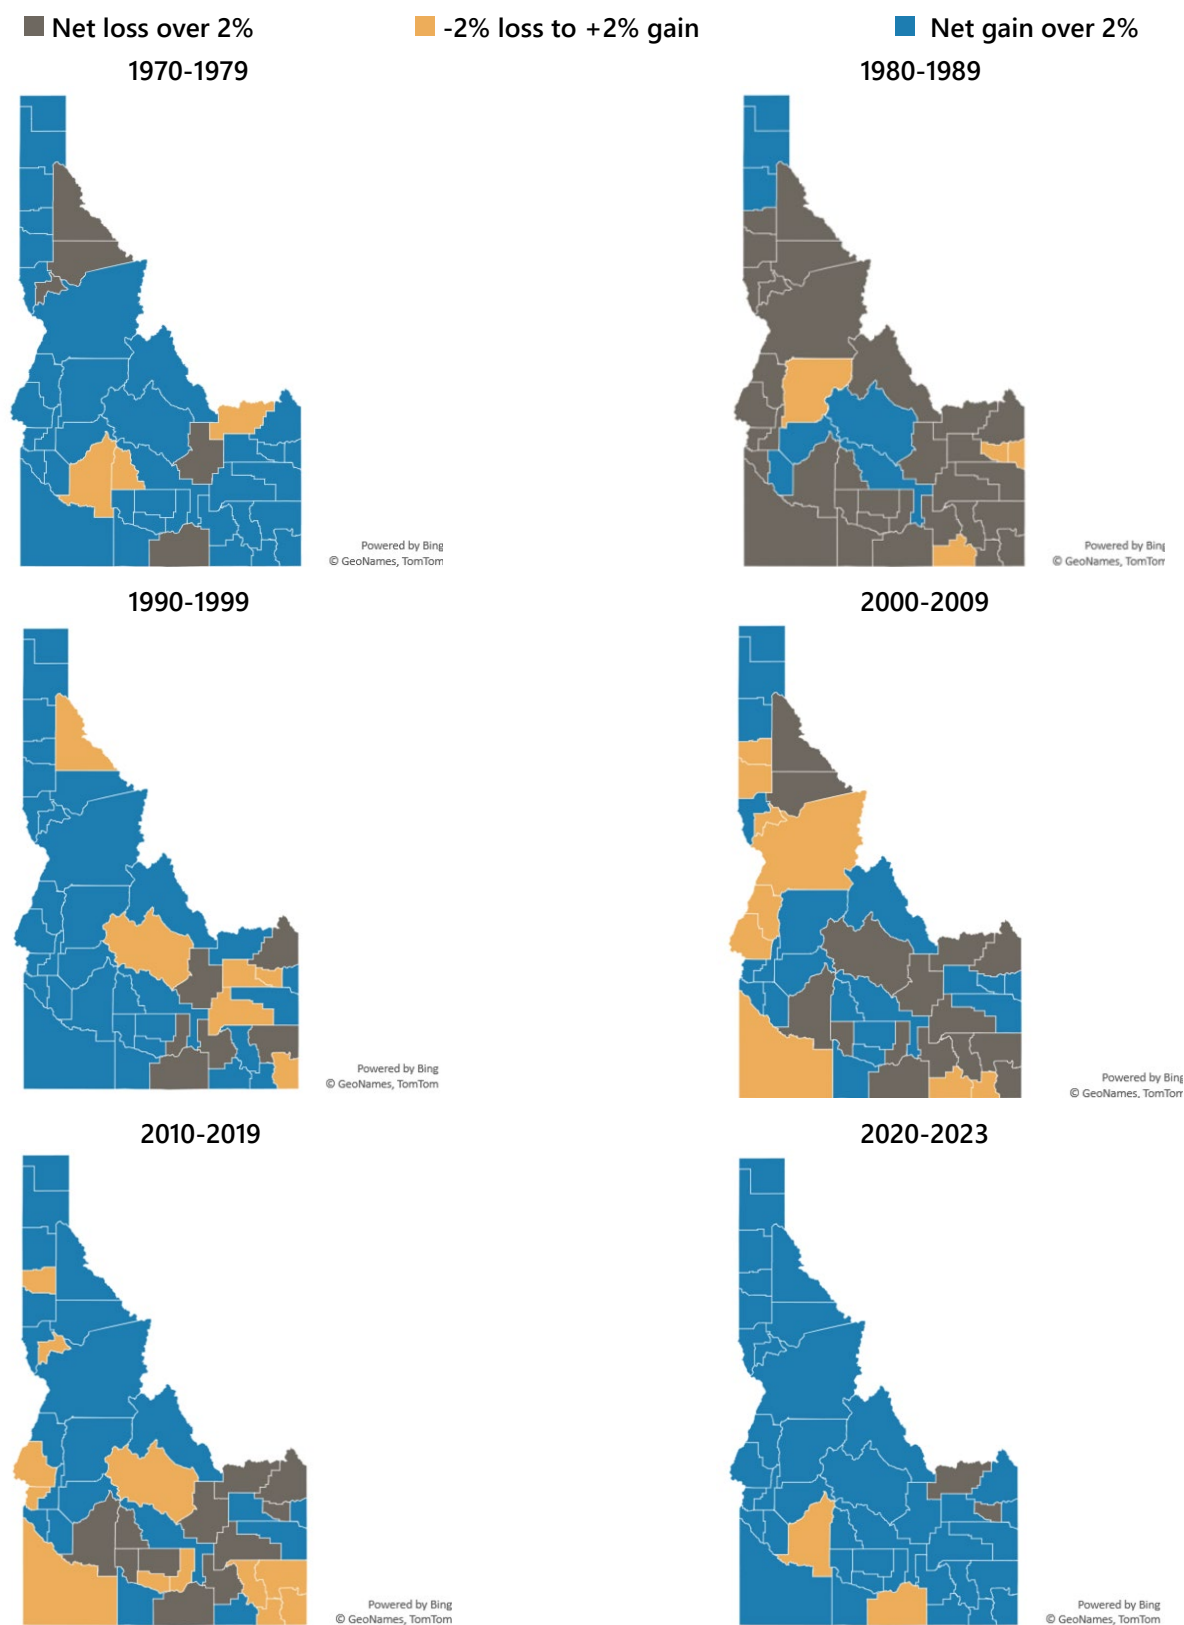 Net loss over 2%
-2% loss to +2% gain
Net gain over 2%
1970-1979
1980-1989
Powered by Bing
© GeoNames, TomTom
Powered by Bing
© GeoNames, TomTom
1990-1999
2000-2009
Powered by Bing
© GeoNames, TomTom
Powered by Bing
© GeoNames, TomTom
2010-2019
2020-2023
Powered by Bing
© GeoNames, TomTom
Powered by Bing
© GeoNames, TomTom